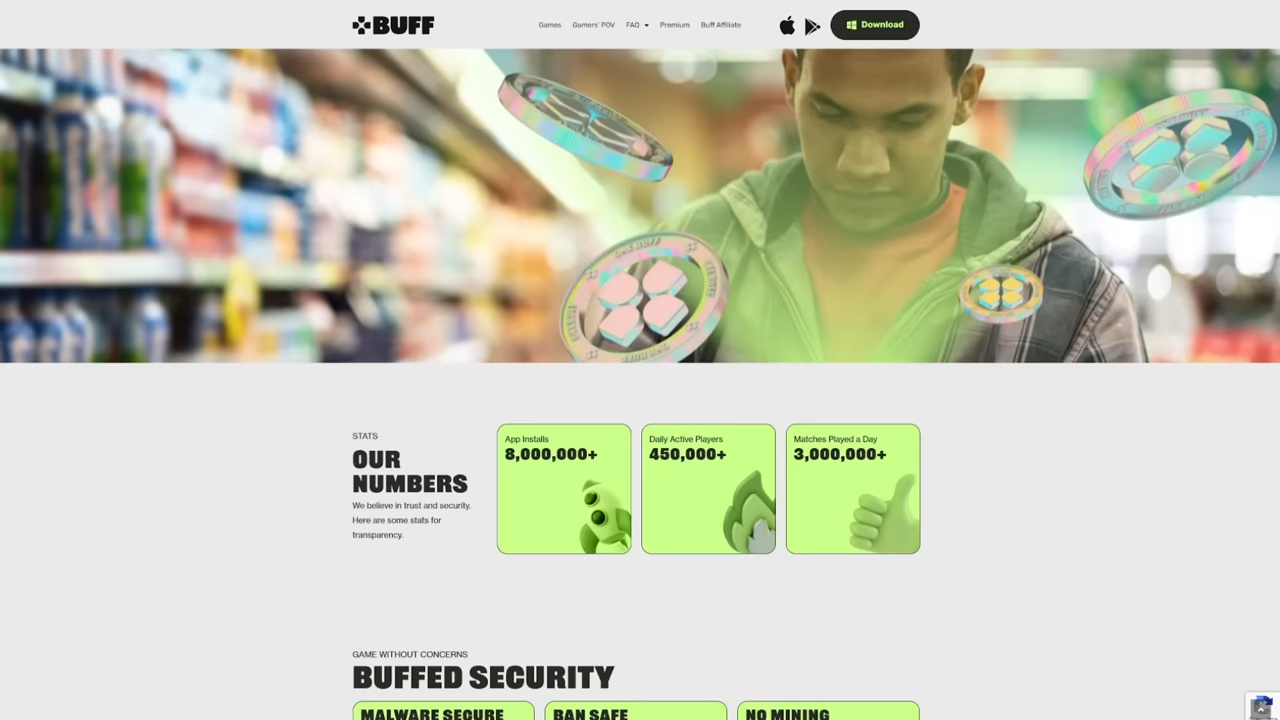 BUFF
Games Gamers' POV FAQ Premium Buff Affiliate Download
STATS
OUR
NUMBERS
We believe in trust and security.
Here are some stats for
transparency.
App Installs
8,000,000+
Daily Active Players
450,000+
Matches Played a Day
3,000,000+
GAME WITHOUT CONCERNS
BUFFED SECURITY
MALWARE SECURE BAN SAFE NO MINING